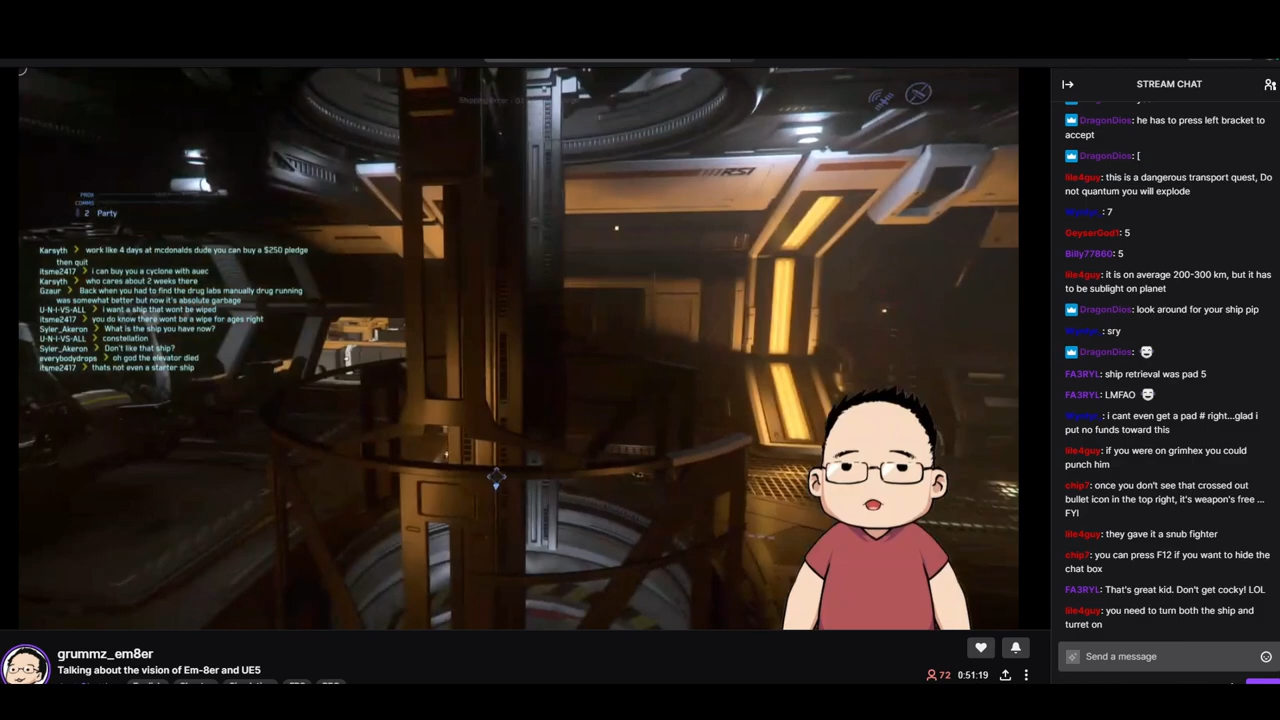 RSI
PROX
COMMS
2 Party
Karsyth > work like 4 days at mcdonalds dude you can buy a $250 pledge
then quit
itsme2417 > i can buy you a cyclone with auec
Karsyth > who cares about 2 weeks there
Gzaur > Back when you had to find the drug labs manually drug running
was somewhat better but now it's absolute garbage
U-N-I-VS-ALL > i want a ship that wont be wiped
itsme2417 > you do know there wont be a wipe for ages right
Syler_Akeron > What is the ship you have now?
U-N-I-VS-ALL > constellation
Syler_Akeron > Don't like that ship?
everybodydrops > oh god the elevator died
itsme2417 > thats not even a starter ship
grummz_em8er
Talking about the vision of Em-8er and UE5
72 0:51:19
STREAM CHAT
DragonDios: he has to press left bracket to
accept
DragonDios: [
lile4guy: this is a dangerous transport quest, Do
not quantum you will explode
: 7
GeyserGod1: 5
Billy77860: 5
lile4guy: it is on average 200-300 km, but it has
to be sublight on planet
DragonDios: look around for your ship pip
: sry
DragonDios:
FA3RYL: ship retrieval was pad 5
FA3RYL: LMFAO
: i cant even get a pad # right...glad i
put no funds toward this
lile4guy: if you were on grimhex you could
punch him
chip7: once you don't see that crossed out
bullet icon in the top right, it's weapon's free ...
FYI
lile4guy: they gave it a snub fighter
chip7: you can press F12 if you want to hide the
chat box
FA3RYL: That's great kid. Don't get cocky! LOL
lile4guy: you need to turn both the ship and
turret on
Send a message